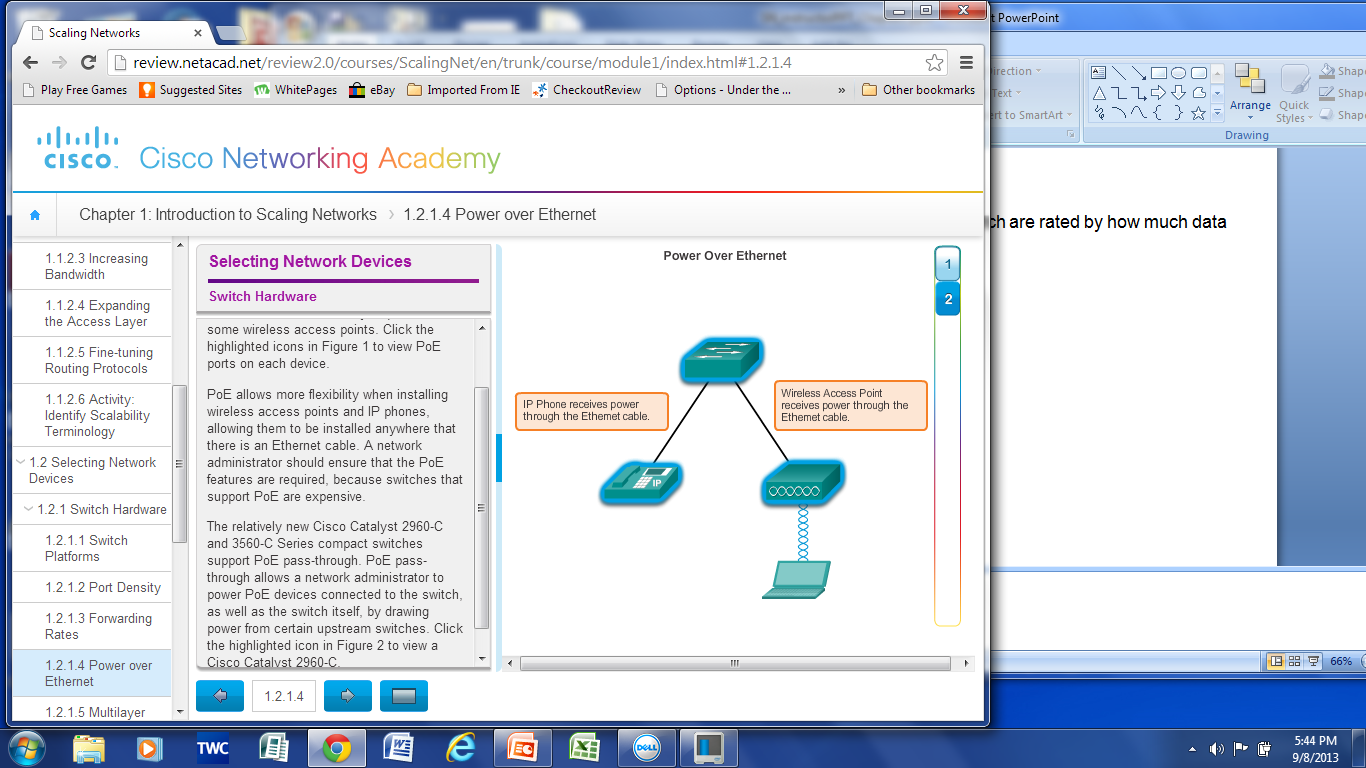 Scaling Networks
t PowerPoint
review.netacad.net/review2.0/courses/ScalingNet/en/trunk/course/module1/index.html#1.2.1.4
Play Free Games
Suggested Sites
WhitePages
eBay
Imported From IE
CheckoutReview
Options - Under the ...
»
Other bookmarks
irection
Text
ert to SmartArt
Arrange
Quick
Styles
Shap
Shap
Shap
Drawing
CISCO
Cisco Networking Academy
Chapter 1: Introduction to Scaling Networks
1.2.1.4 Power over Ethernet
ch are rated by how much data
1.1.2.3 Increasing
Bandwidth
1.1.2.4 Expanding
the Access Layer
1.1.2.5 Fine-tuning
Routing Protocols
1.1.2.6 Activity:
Identify Scalability
Terminology
1.2 Selecting Network
Devices
1.2.1 Switch Hardware
1.2.1.1 Switch
Platforms
1.2.1.2 Port Density
1.2.1.3 Forwarding
Rates
1.2.1.4 Power over
Ethernet
1.2.1.5 Multilayer
Selecting Network Devices
Switch Hardware
some wireless access points. Click the
highlighted icons in Figure 1 to view PoE
ports on each device.
PoE allows more flexibility when installing
wireless access points and IP phones,
allowing them to be installed anywhere that
there is an Ethernet cable. A network
administrator should ensure that the PoE
features are required, because switches that
support PoE are expensive.
The relatively new Cisco Catalyst 2960-C
and 3560-C Series compact switches
support PoE pass-through. PoE pass-
through allows a network administrator to
power PoE devices connected to the switch,
as well as the switch itself, by drawing
power from certain upstream switches. Click
the highlighted icon in Figure 2 to view a
Cisco Catalyst 2960-C.
1.2.1.4
Power Over Ethernet
1
2
IP Phone receives power
through the Ethernet cable.
Wireless Access Point
receives power through the
Ethernet cable.
IP
66%
TWC
DELL
5:44 PM
9/8/2013